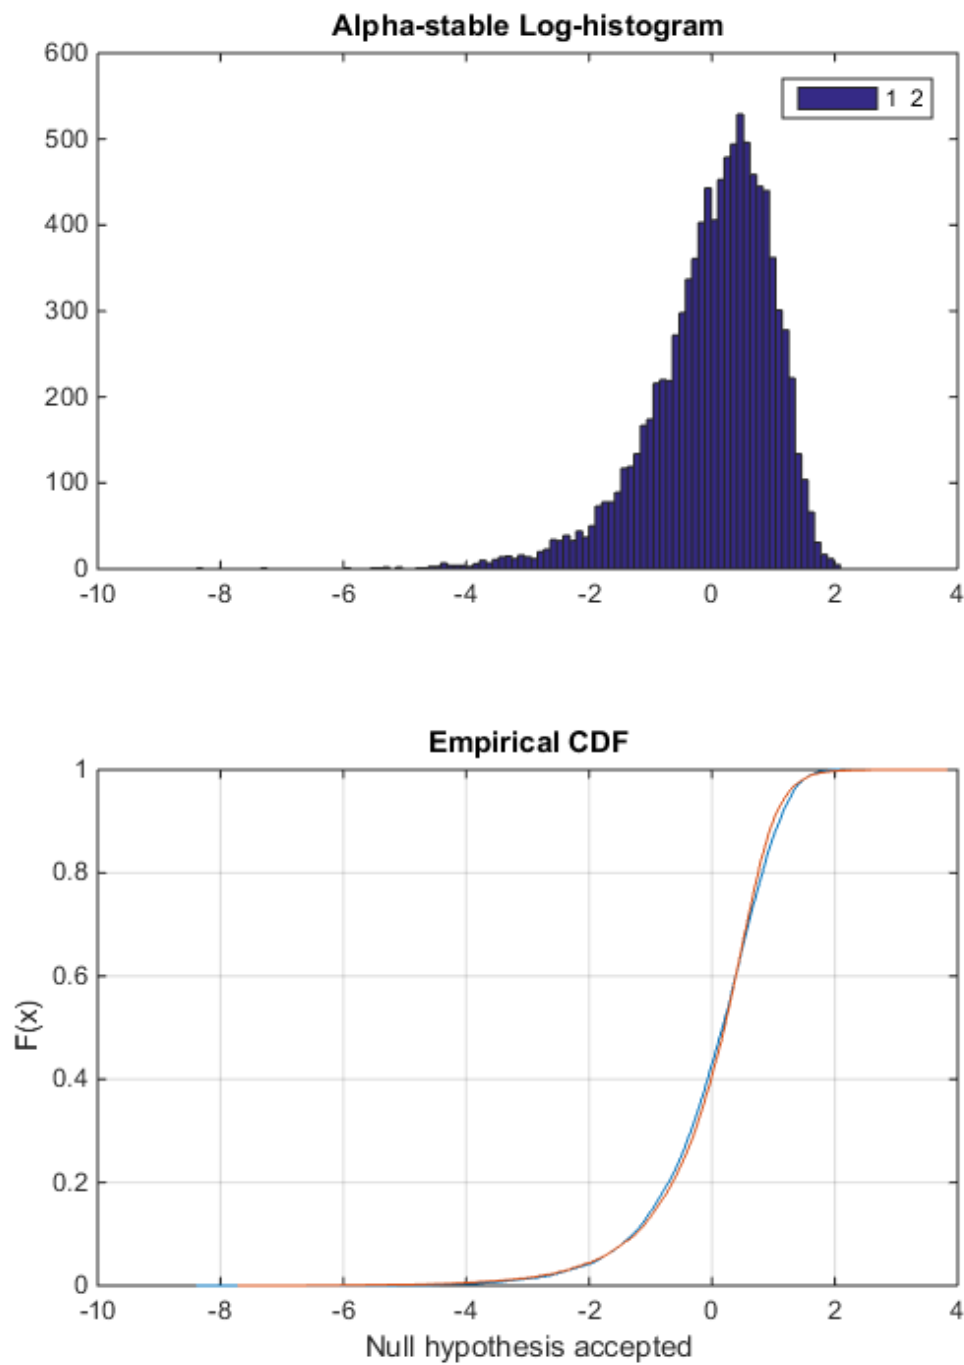 Alpha-stable Log-histogram
600
500
400
300
200
100
0
1 2
-10 -8 -6 -4 -2 0 2 4
Empirical CDF
1
0.8
0.6
0.4
0.2
0
F(x)
-10 -8 -6 -4 -2 0 2 4
Null hypothesis accepted